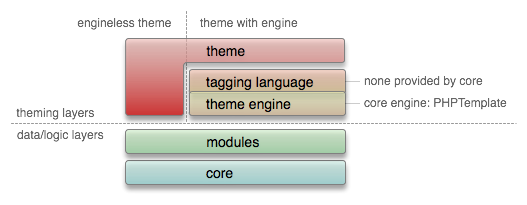 engineless theme
theme with engine
theme
tagging language
none provided by core
theme engine
core engine: PHPTemplate
theming layers
data/logic layers
modules
core